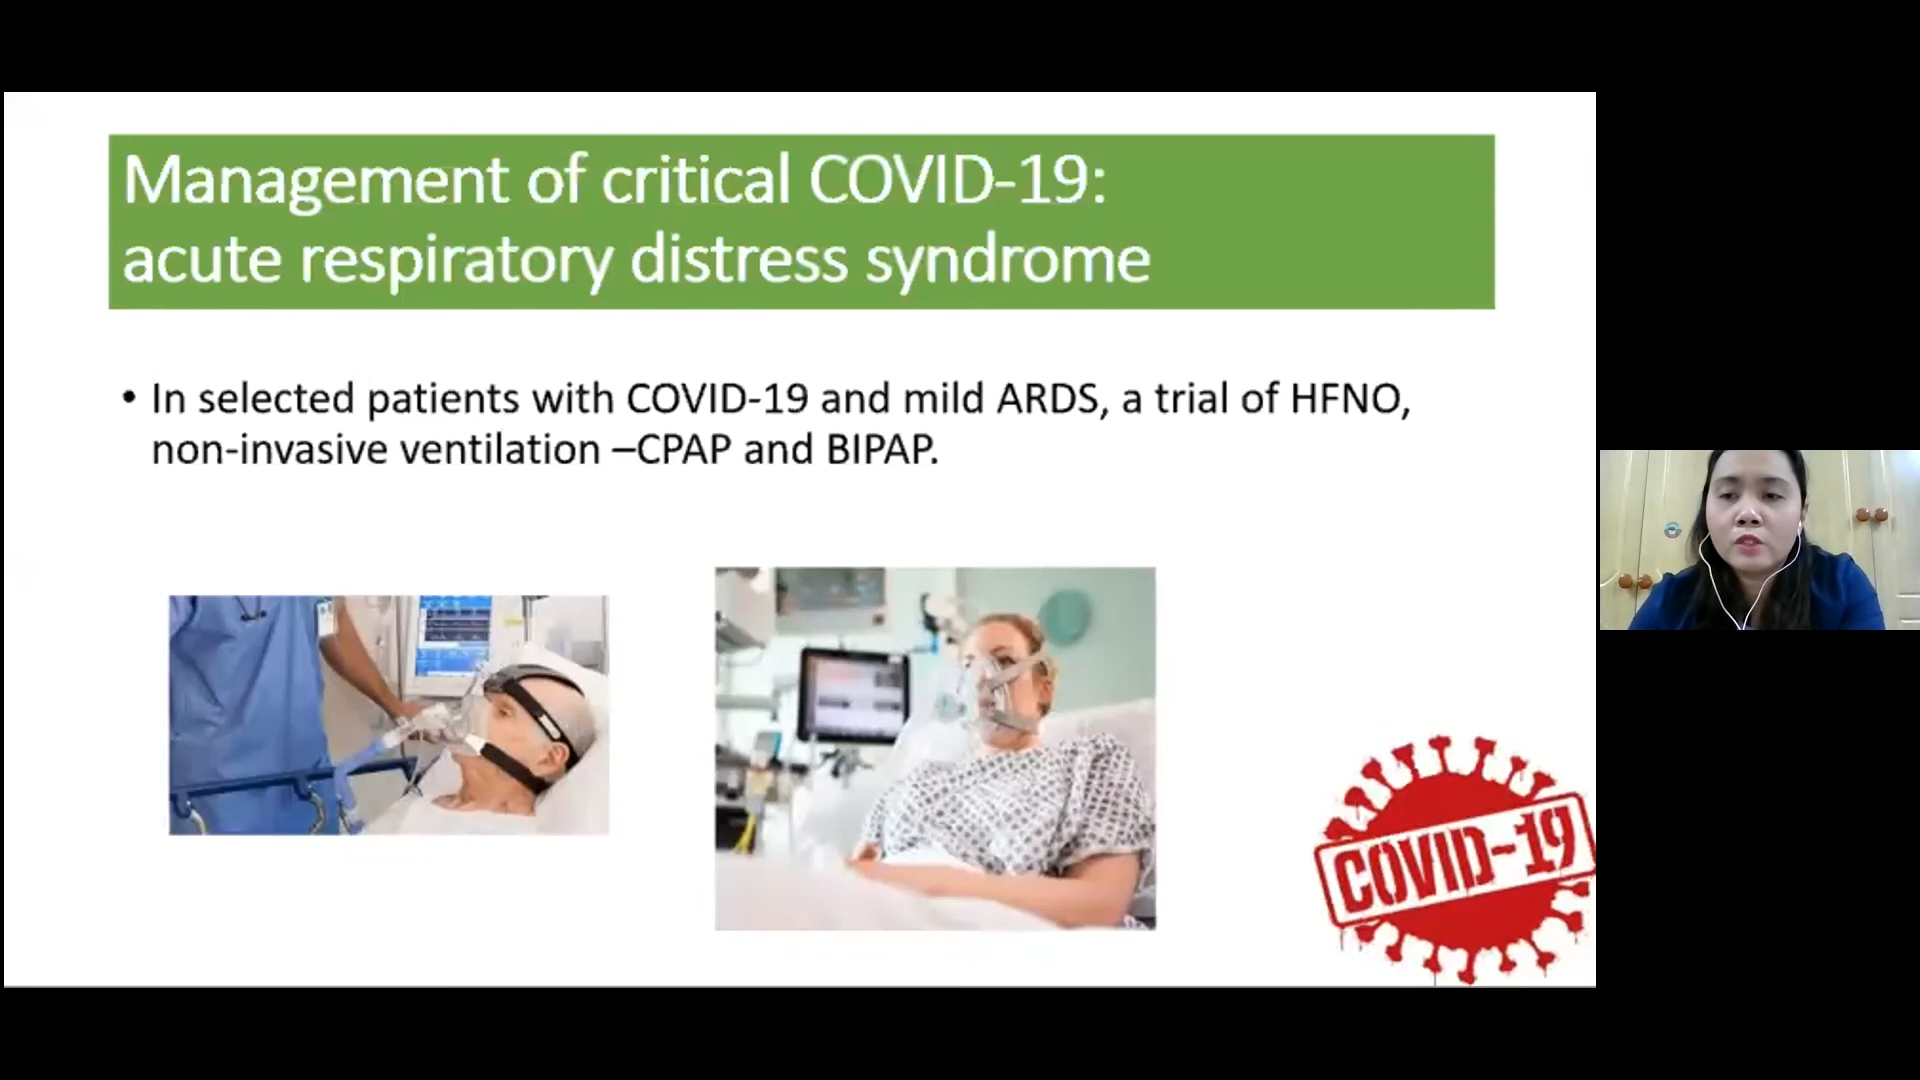 Management of critical COVID-19:
acute respiratory distress syndrome
• In selected patients with COVID-19 and mild ARDS, a trial of HFNO,
non-invasive ventilation –CPAP and BIPAP.
COVID-19